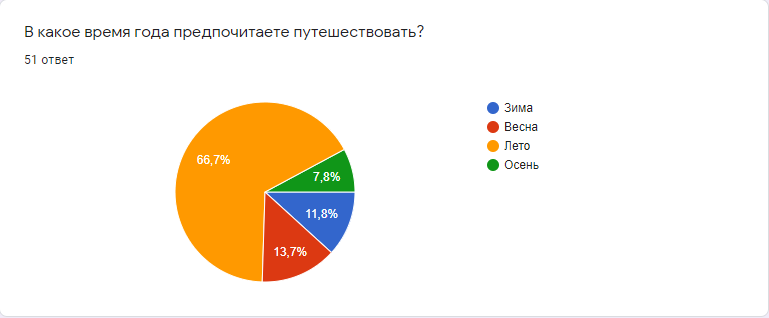 В какое время года предпочитаете путешествовать?
51 ответ
Зима
Весна
Лето
Осень
66,7%
7,8%
11,8%
13,7%